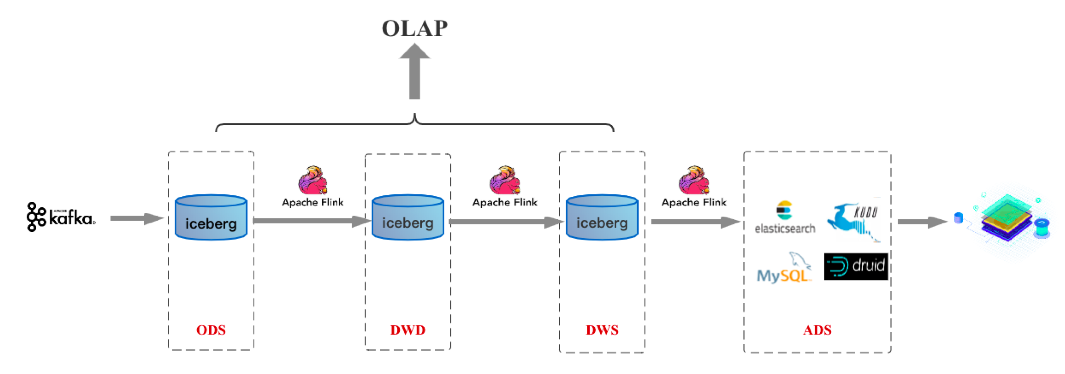 OLAP
kafka
iceberg
ODS
Apache Flink
iceberg
DWD
Apache Flink
iceberg
DWS
Apache Flink
elasticsearch
KUDU
MySQL
druid
ADS